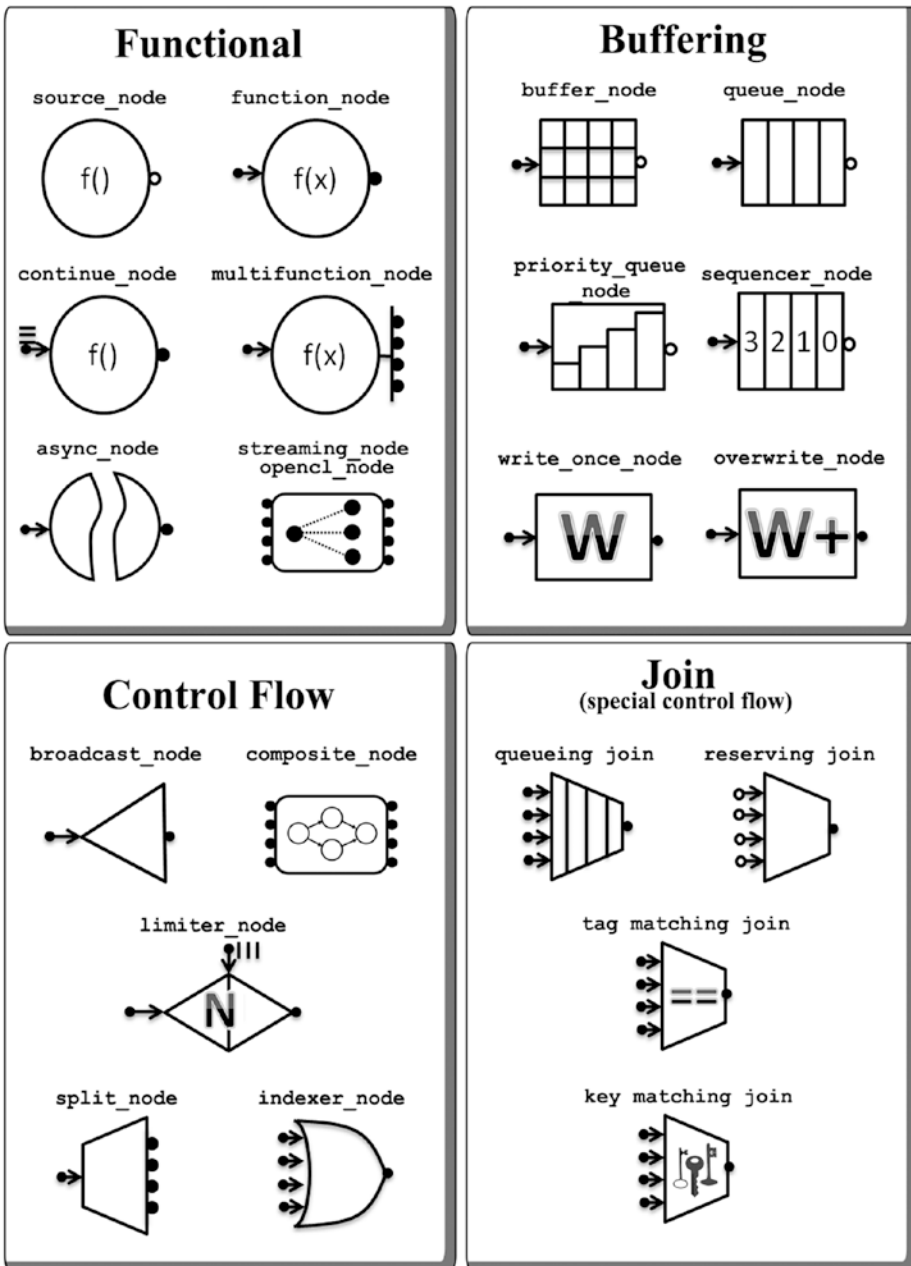 Functional
source_node
function_node
f()
f(x)
continue_node
multifunction_node
f()
f(x)
async_node
streaming_node
opencl_node
Buffering
buffer_node
queue_node
priority_queue
_node
sequencer_node
3 2 1 0
write_once_node
overwrite_node
W
W+
Control Flow
broadcast_node
composite_node
limiter_node
N
split_node
indexer_node
Join
(special control flow)
queueing join
reserving join
tag matching join
==
key matching join